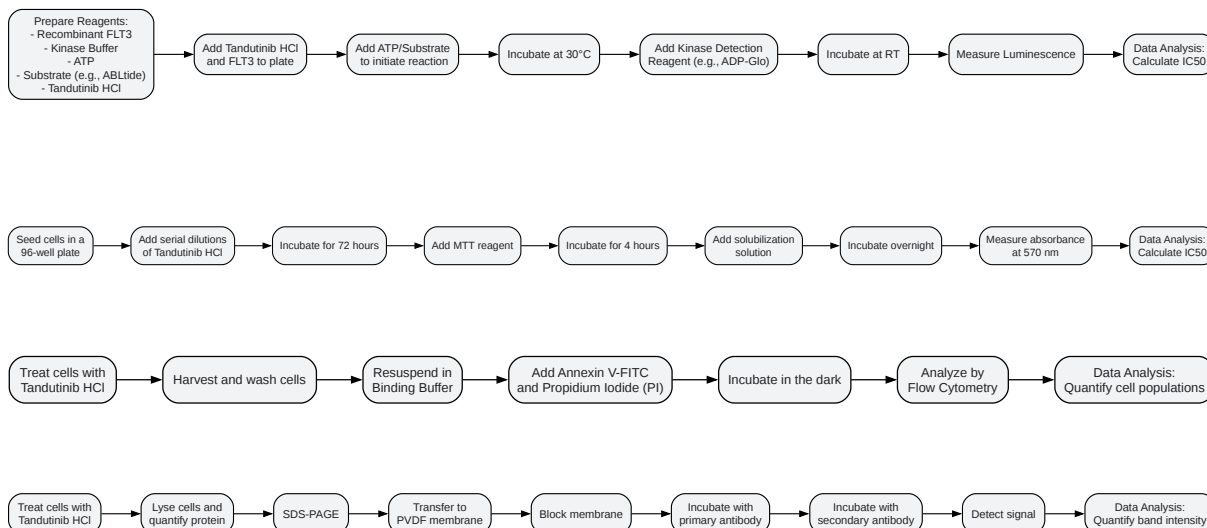 Prepare Reagents:
- Recombinant FLT3
- Kinase Buffer
- ATP
- Substrate (e.g., ABLtide)
- Tandutinib HCl
Add Tandutinib HCl
and FLT3 to plate
Add ATP/Substrate
to initiate reaction
Incubate at 30°C
Add Kinase Detection
Reagent (e.g., ADP-Glo)
Incubate at RT
Measure Luminescence
Data Analysis:
Calculate IC50
Seed cells in a
96-well plate
Add serial dilutions
of Tandutinib HCl
Incubate for 72 hours
Add MTT reagent
Incubate for 4 hours
Add solubilization
solution
Incubate overnight
Measure absorbance
at 570 nm
Data Analysis:
Calculate IC50
Treat cells with
Tandutinib HCl
Harvest and wash cells
Resuspend in
Binding Buffer
Add Annexin V-FITC
and Propidium Iodide (PI)
Incubate in the dark
Analyze by
Flow Cytometry
Data Analysis:
Quantify cell populations
Treat cells with
Tandutinib HCl
Lyse cells and
quantify protein
SDS-PAGE
Transfer to
PVDF membrane
Block membrane
Incubate with
primary antibody
Incubate with
secondary antibody
Detect signal
Data Analysis:
Quantify band intensity